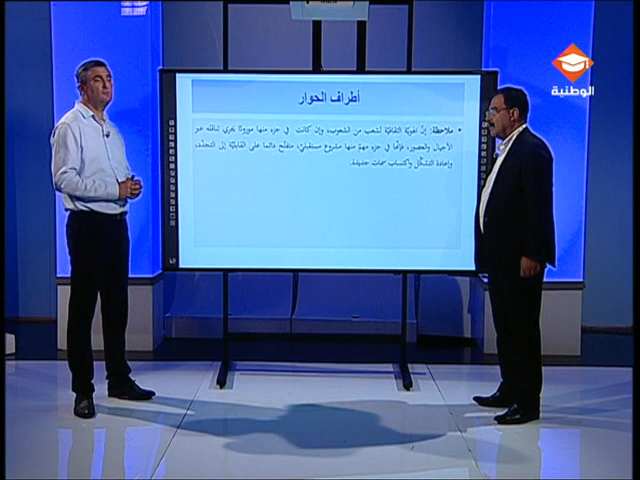 الوطنية
أطراف الحوار
• ملاحظة: إنّ الهويّة الثقافيّة لشعب من الشعوب، وإن كانت في جزء منها موروثا يجري تناقله عبر
الأجيال والعصور، فإنّها في جزء مهمّ منها مشروع مستقبليّ، منفتح دائما على القابليّة إلى التجدّد،
وإعادة التشكّل واكتساب سمات جديدة.